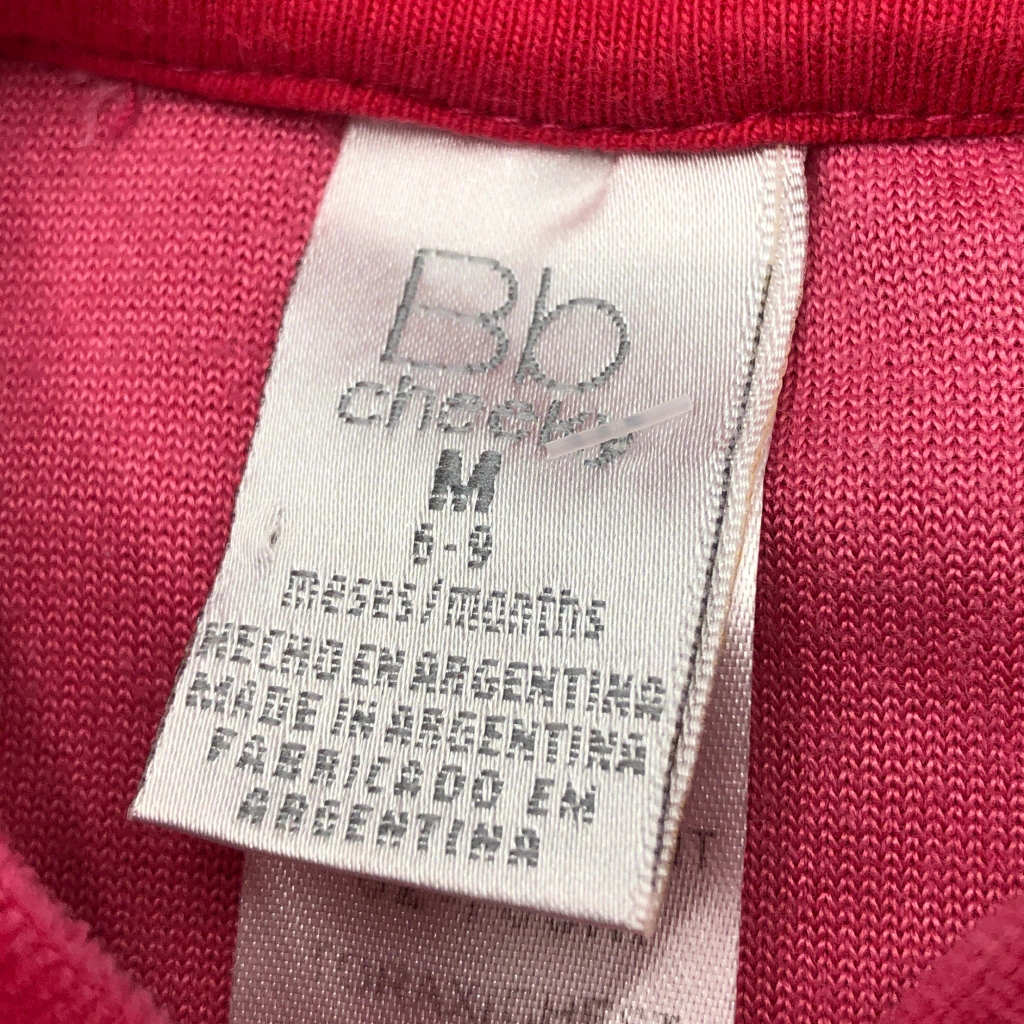 Bb
cheeky
M
6-9
meses/months
HECHO EN ARGENTINA
MADE IN ARGENTINA
FABRICADO EM
ARGENTINA